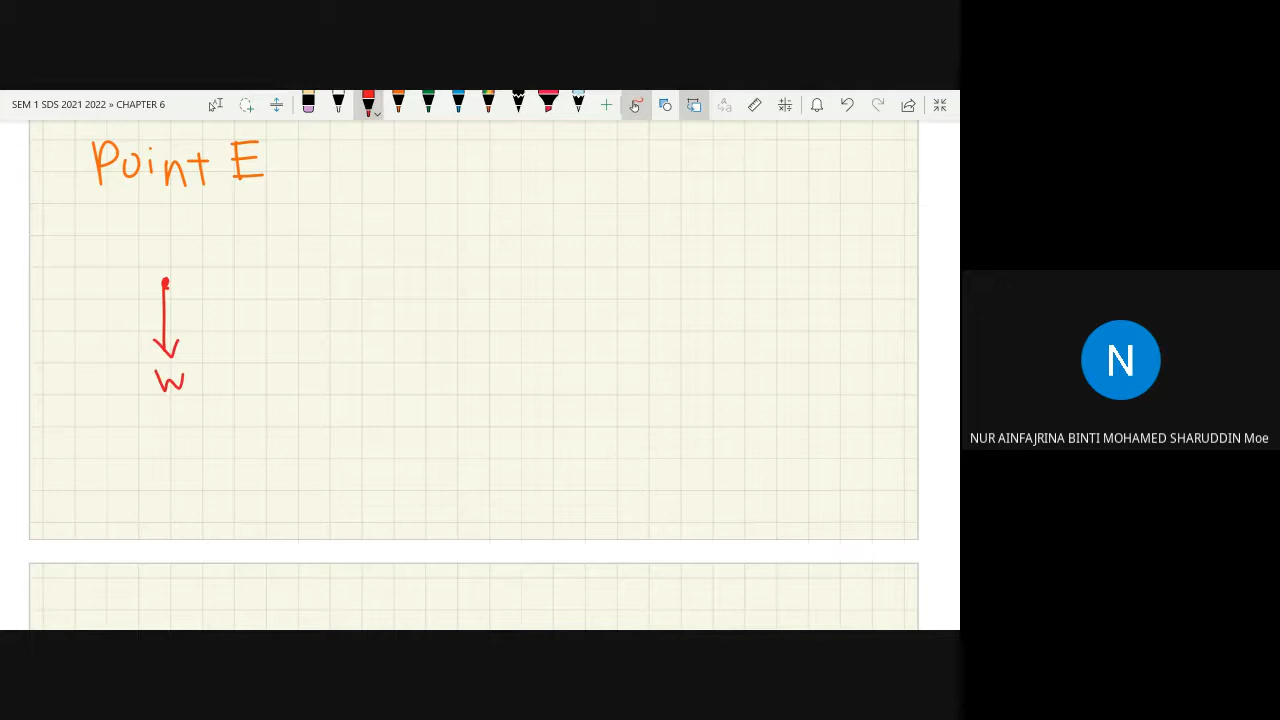 SEM 1 SDS 2021 2022 » CHAPTER 6
Point E
W
N
NUR AINFAJRINA BINTI MOHAMED SHARUDDIN Moe